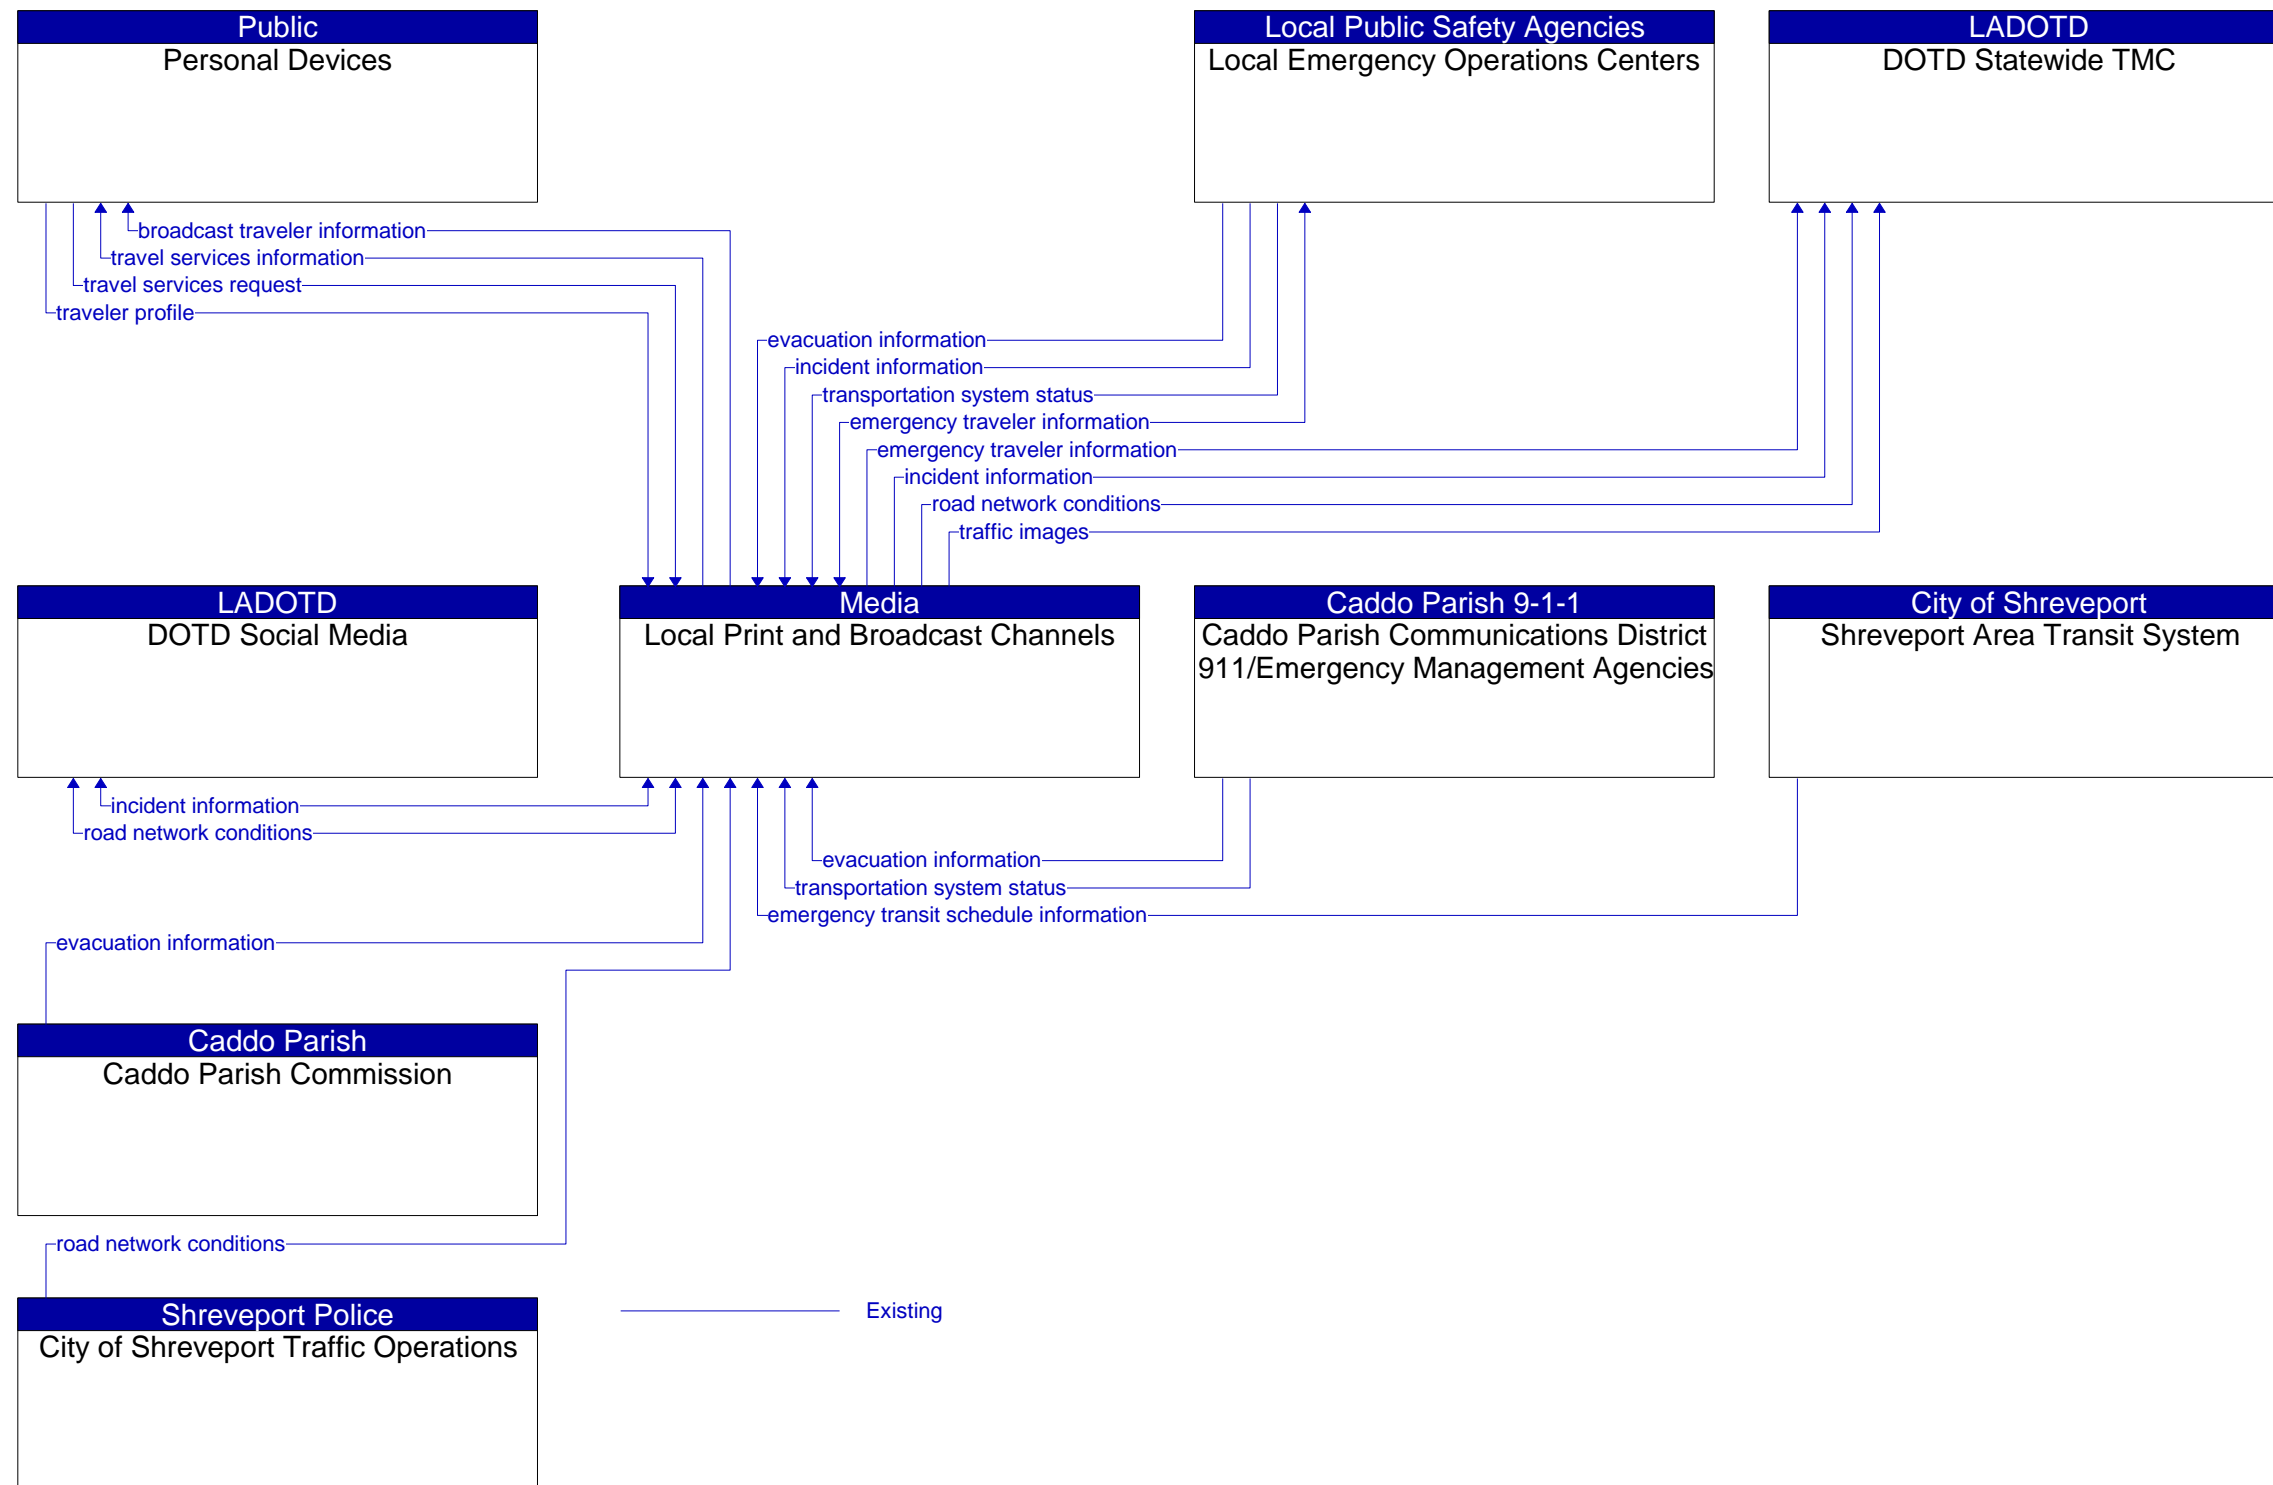 Public
Personal Devices
Local Public Safety Agencies
Local Emergency Operations Centers
LADOTD
DOTD Statewide TMC
broadcast traveler information
travel services information
travel services request
traveler profile
evacuation information
incident information
transportation system status
emergency traveler information
emergency traveler information
incident information
road network conditions
traffic images
LADOTD
DOTD Social Media
Media
Local Print and Broadcast Channels
Caddo Parish 9-1-1
Caddo Parish Communications District
911/Emergency Management Agencies
City of Shreveport
Shreveport Area Transit System
incident information
road network conditions
evacuation information
transportation system status
emergency transit schedule information
evacuation information
Caddo Parish
Caddo Parish Commission
road network conditions
Shreveport Police
City of Shreveport Traffic Operations
Existing